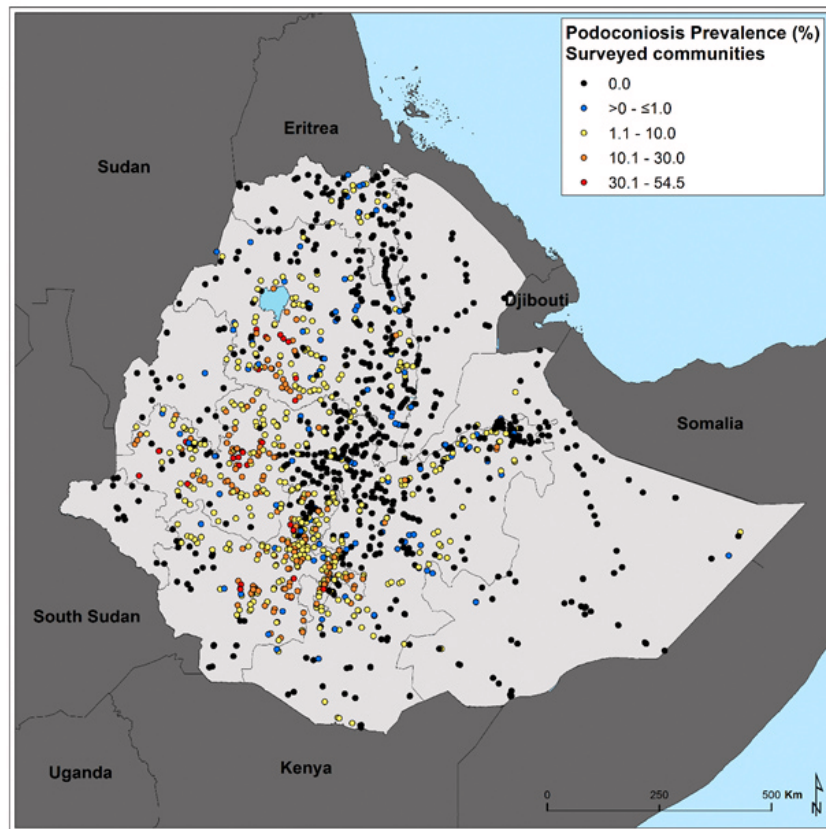 Podoconiosis Prevalence (%)
Surveyed communities
0.0
>0 - ≤1.0
1.1 - 10.0
10.1 - 30.0
30.1 - 54.5
Eritrea
Sudan
Djibouti
Somalia
South Sudan
Uganda
Kenya
0 250 500 Km
N